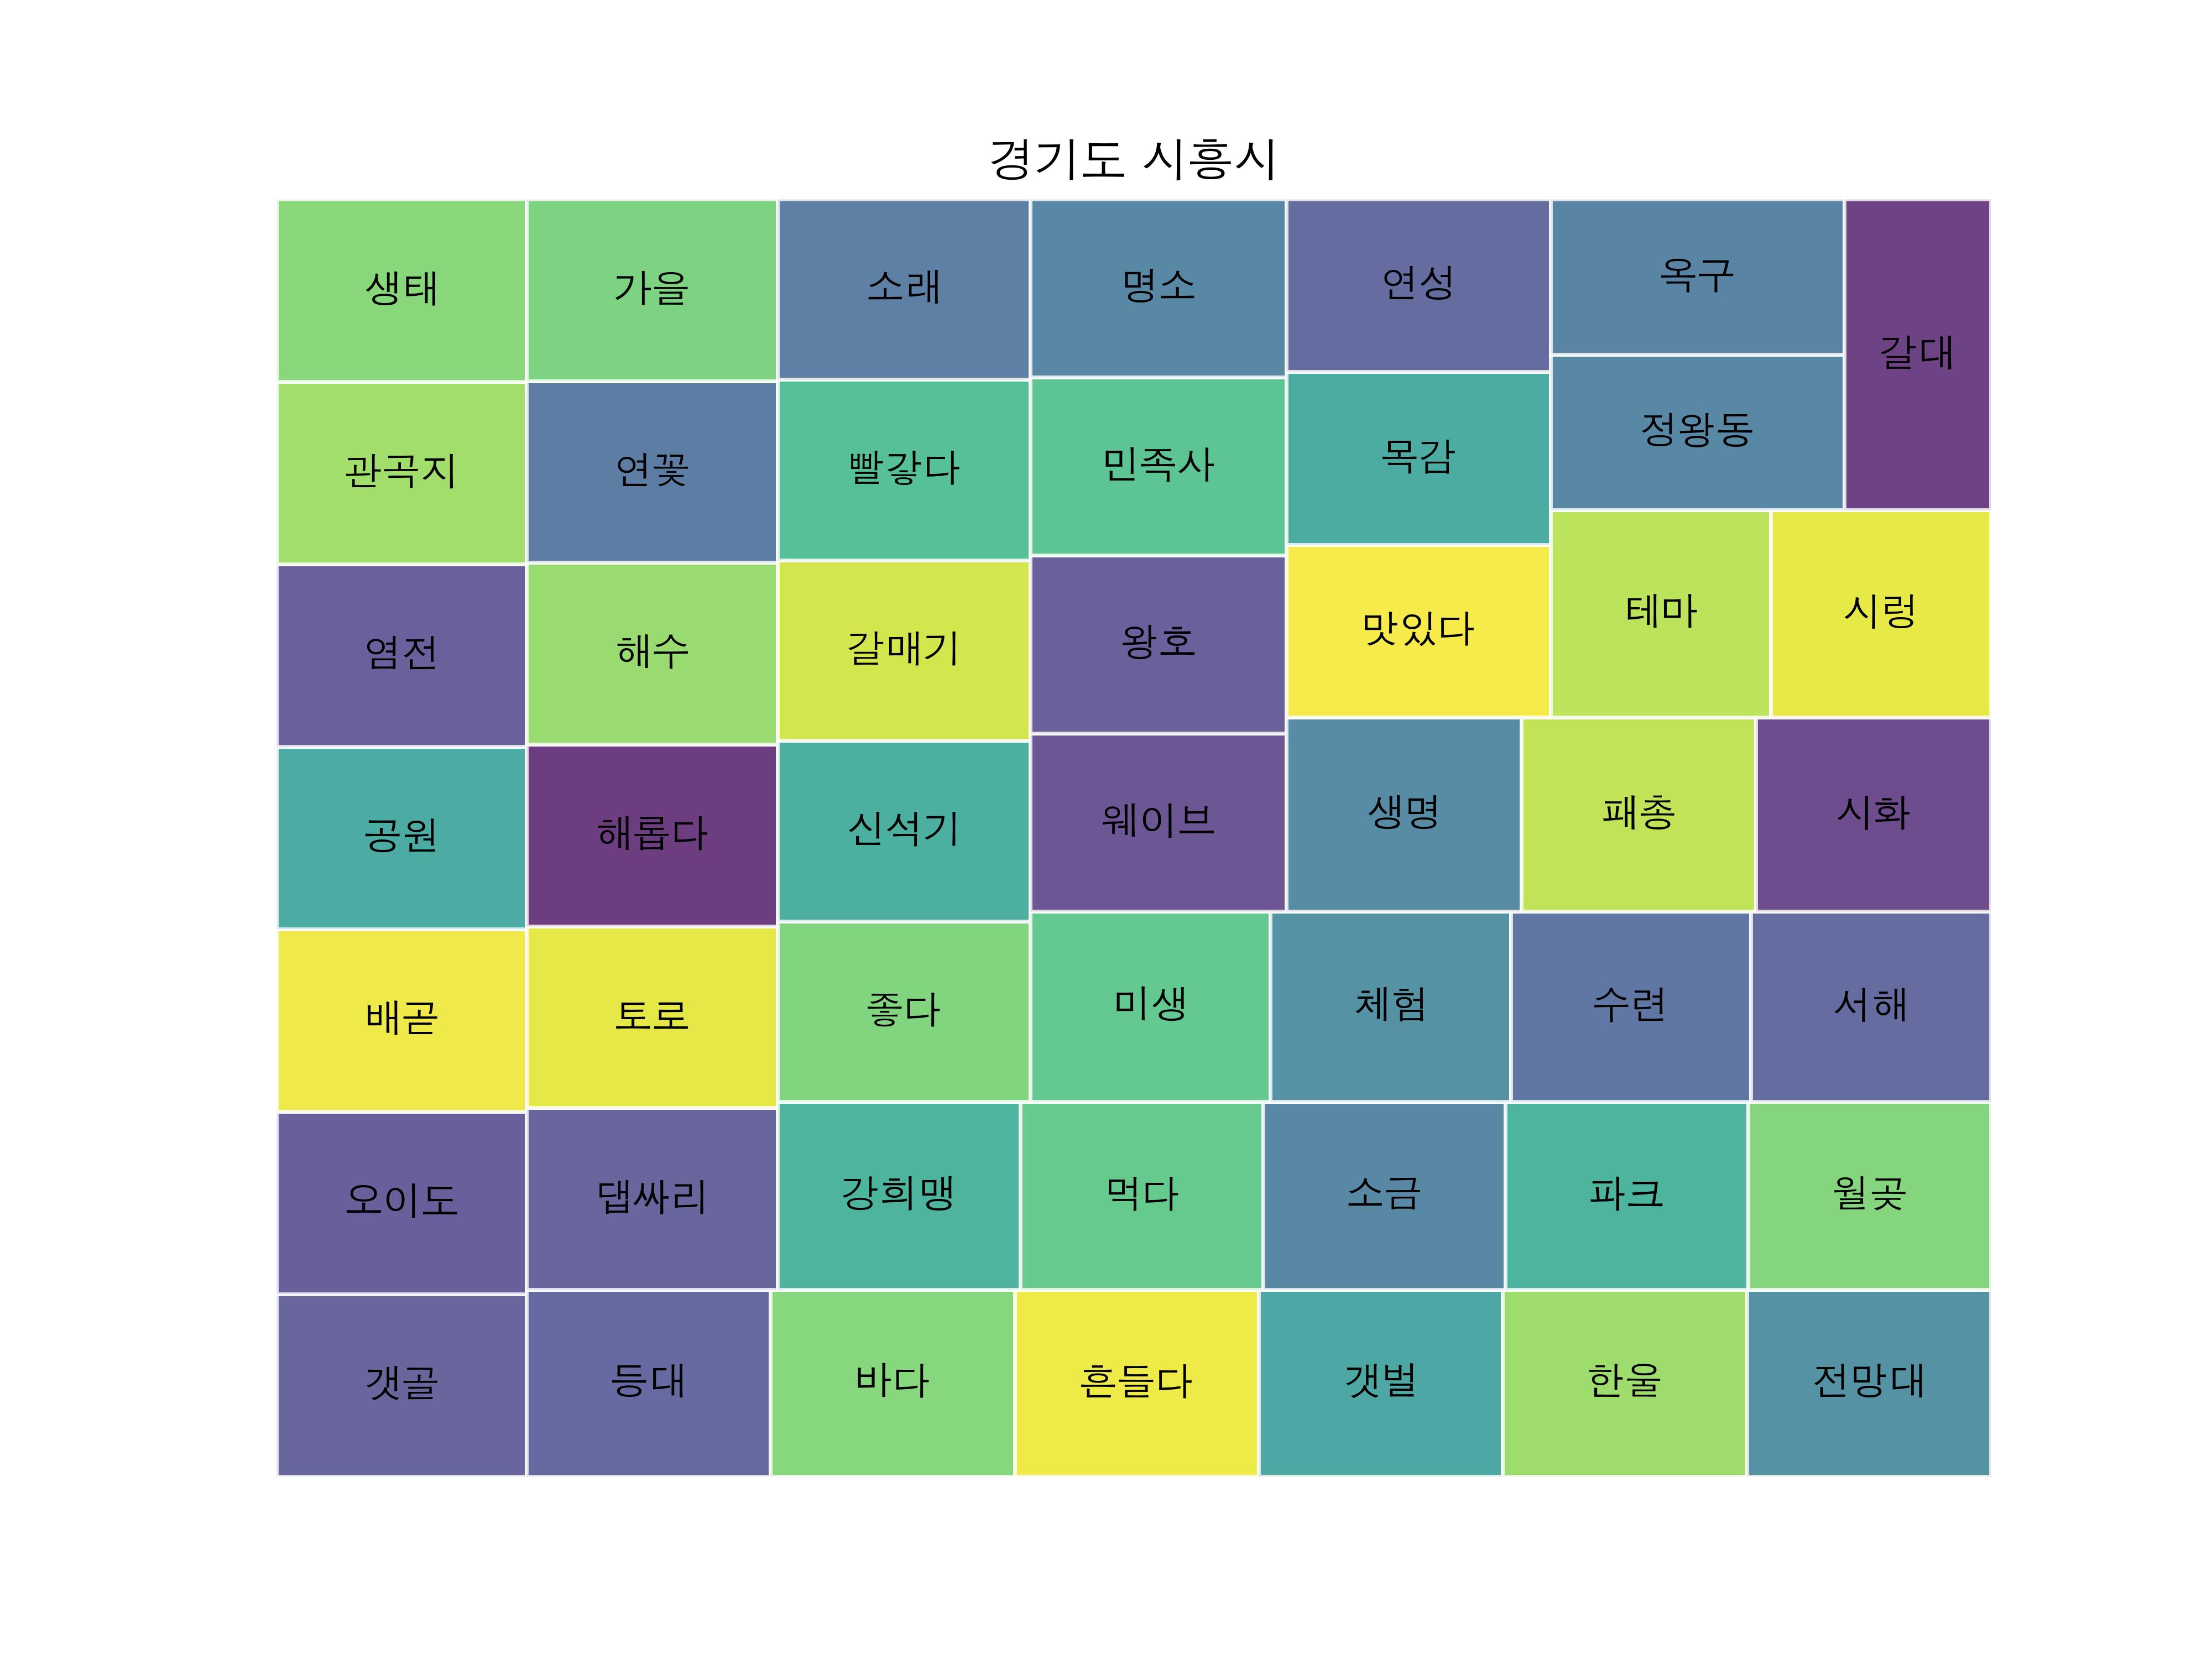 경기도 시흥시
생태 가을 소래 명소 연성 옥구 갈대
관곡지 연꽃 빨갛다 민족사 목감 정왕동
염전 해수 갈매기 왕호 맛있다 테마 시렁
공원 해롭다 신석기 웨이브 생명 패총 시화
배곧 토로 좋다 미생 체험 수련 서해
오이도 댑싸리 강희맹 먹다 소금 파크 월곶
갯골 등대 바다 흔들다 갯벌 한울 전망대